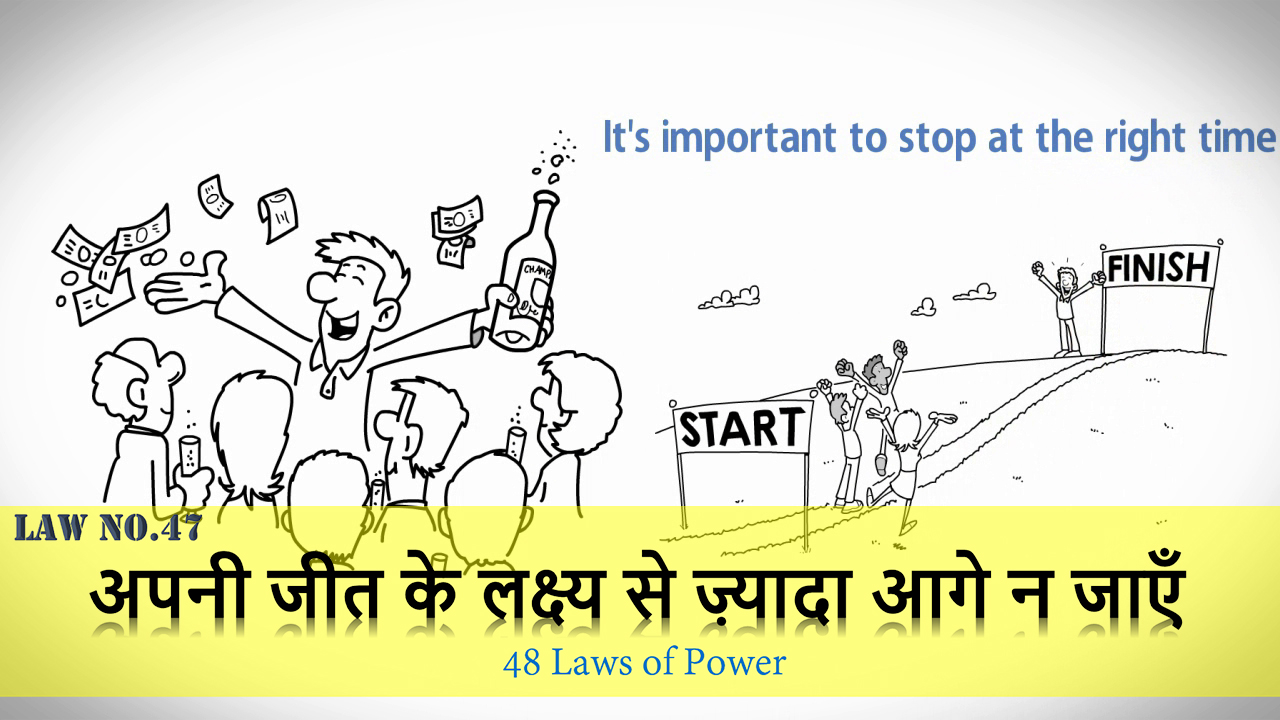 It's important to stop at the right time
CHAMP
FINISH
START
LAW NO.47
अपनी जीत के लक्ष्य से ज़्यादा आगे न जाएँ
48 Laws of Power